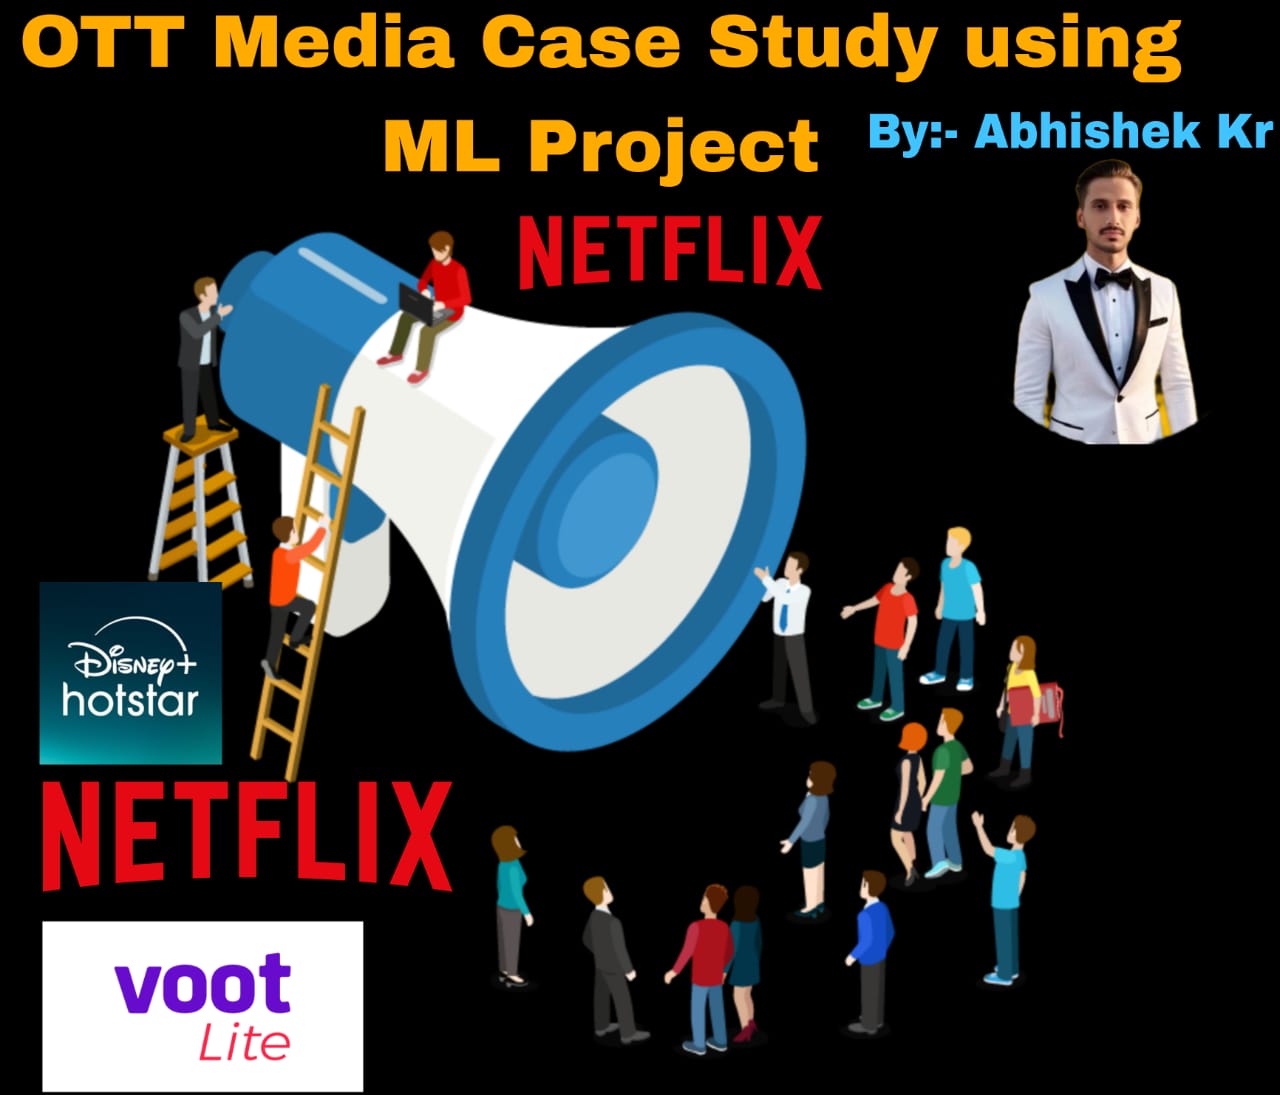 OTT Media Case Study using
ML Project
By:- Abhishek Kr
NETFLIX
Disney+
hotstar
NETFLIX
voot
Lite